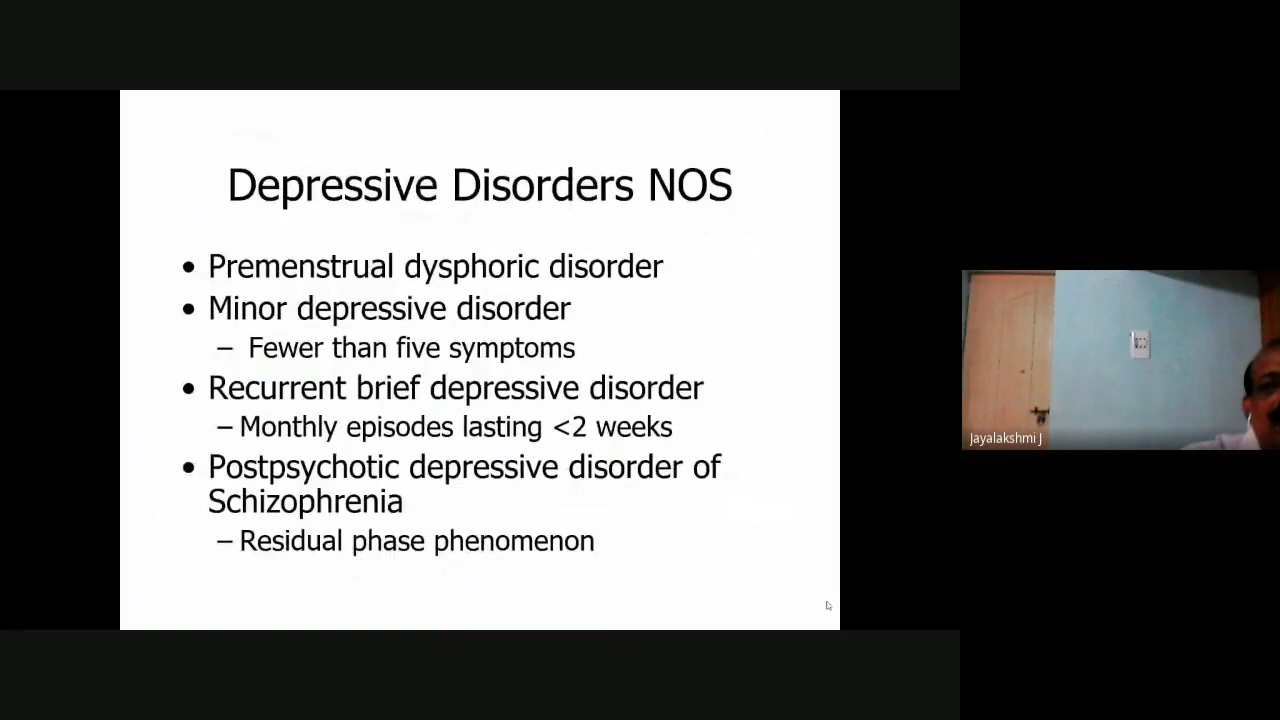 Depressive Disorders NOS
• Premenstrual dysphoric disorder
• Minor depressive disorder
– Fewer than five symptoms
• Recurrent brief depressive disorder
– Monthly episodes lasting <2 weeks
• Postpsychotic depressive disorder of
Schizophrenia
– Residual phase phenomenon
Jayalakshmi J